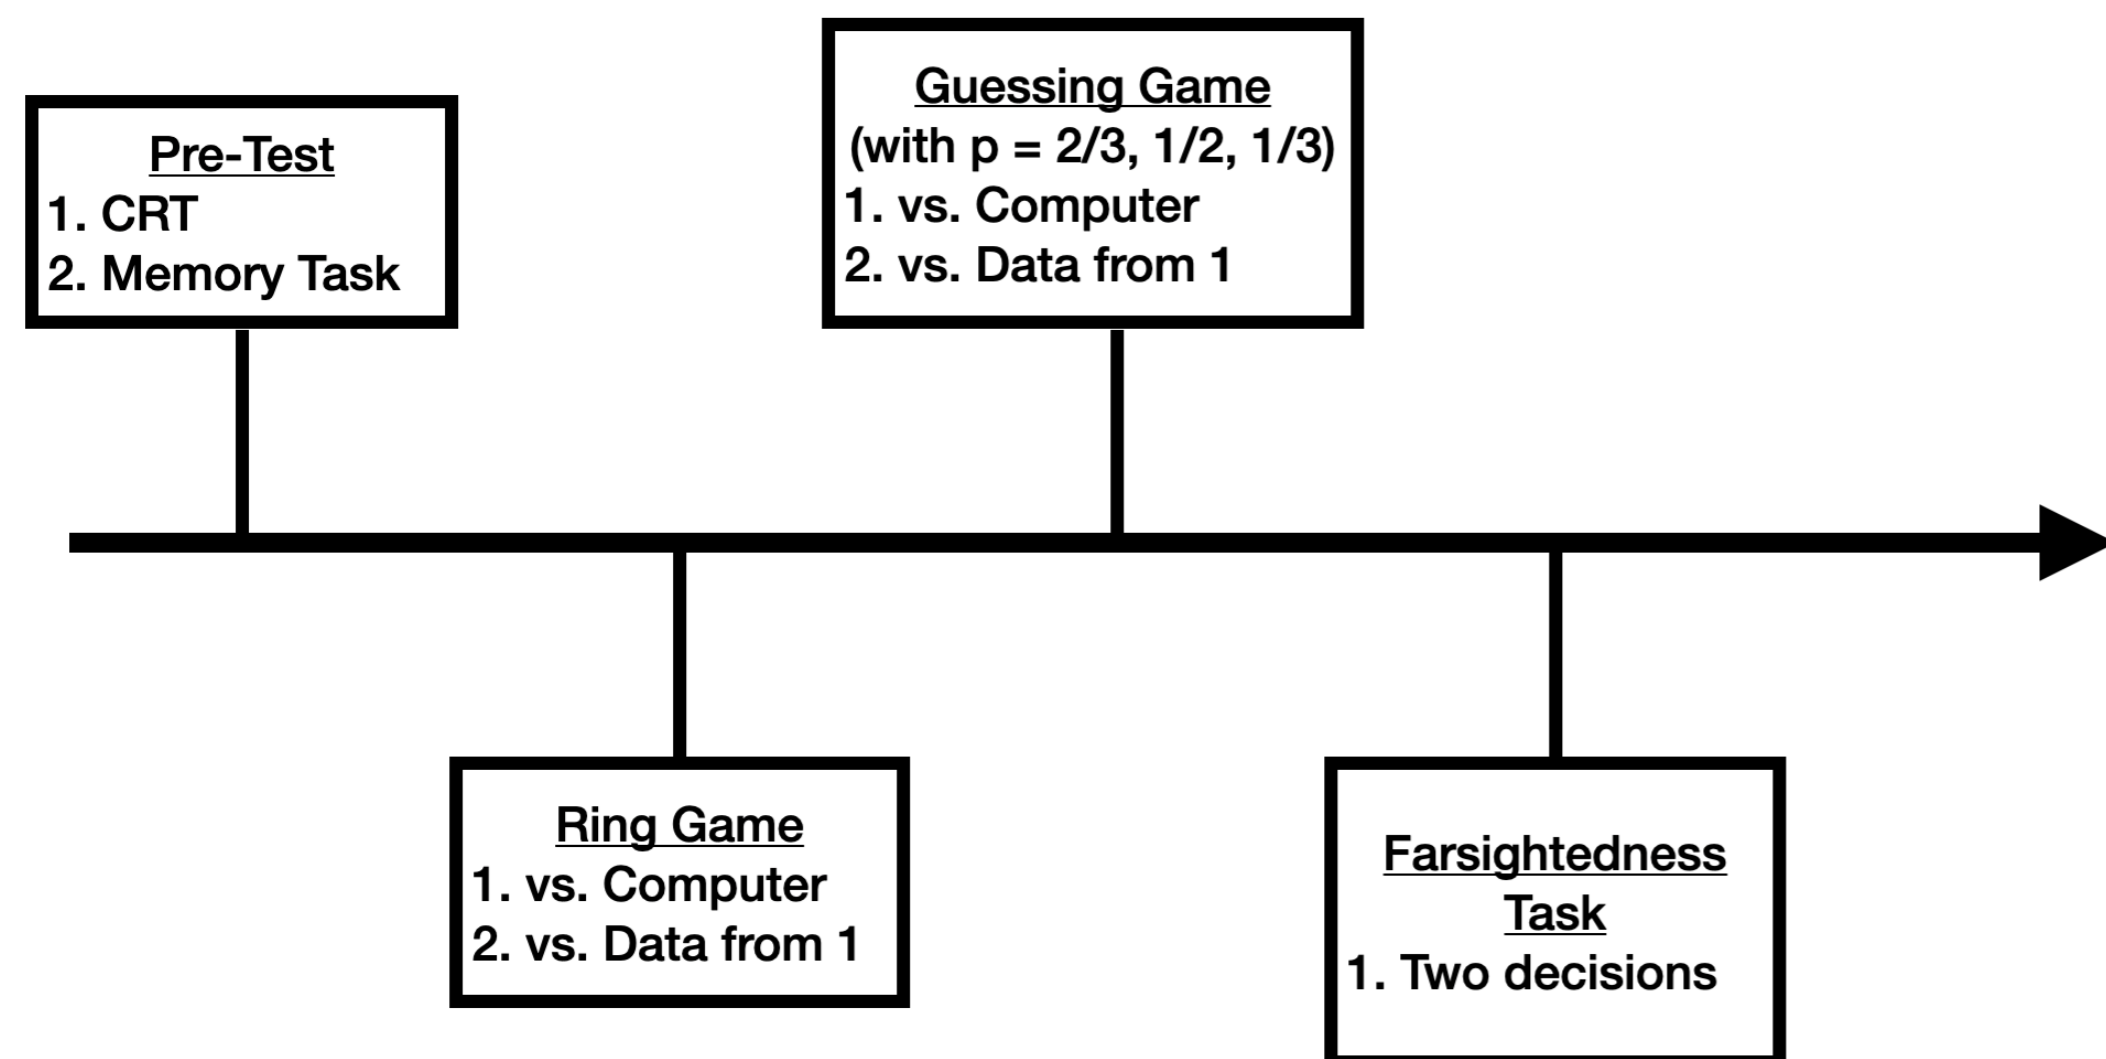 Pre-Test
1. CRT
2. Memory Task
Ring Game
1. vs. Computer
2. vs. Data from 1
Guessing Game
(with p = 2/3, 1/2, 1/3)
1. vs. Computer
2. vs. Data from 1
Farsightedness
Task
1. Two decisions